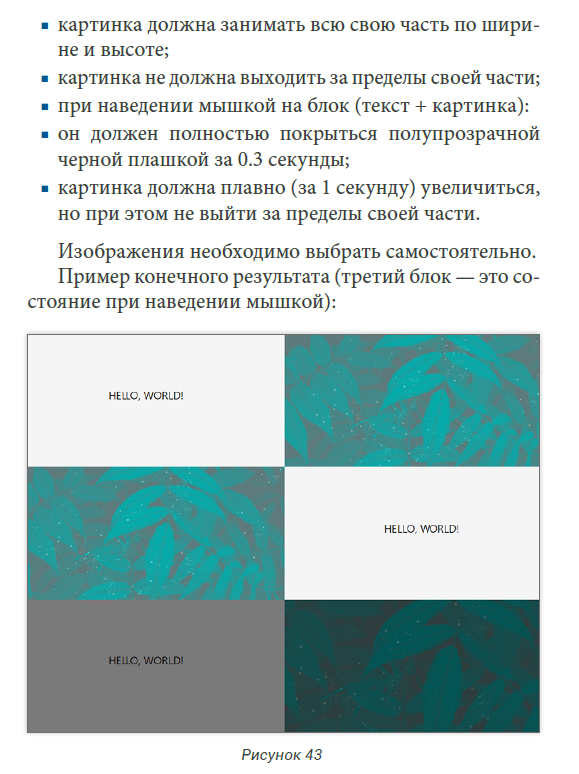 ▪ картинка должна занимать всю свою часть по шири-
не и высоте;
▪ картинка не должна выходить за пределы своей части;
▪ при наведении мышкой на блок (текст + картинка):
▪ он должен полностью покрыться полупрозрачной
черной плашкой за 0.3 секунды;
▪ картинка должна плавно (за 1 секунду) увеличиться,
но при этом не выйти за пределы своей части.
Изображения необходимо выбрать самостоятельно.
Пример конечного результата (третий блок — это со-
стояние при наведении мышкой):
HELLO, WORLD!
HELLO, WORLD!
HELLO, WORLD!
Рисунок 43